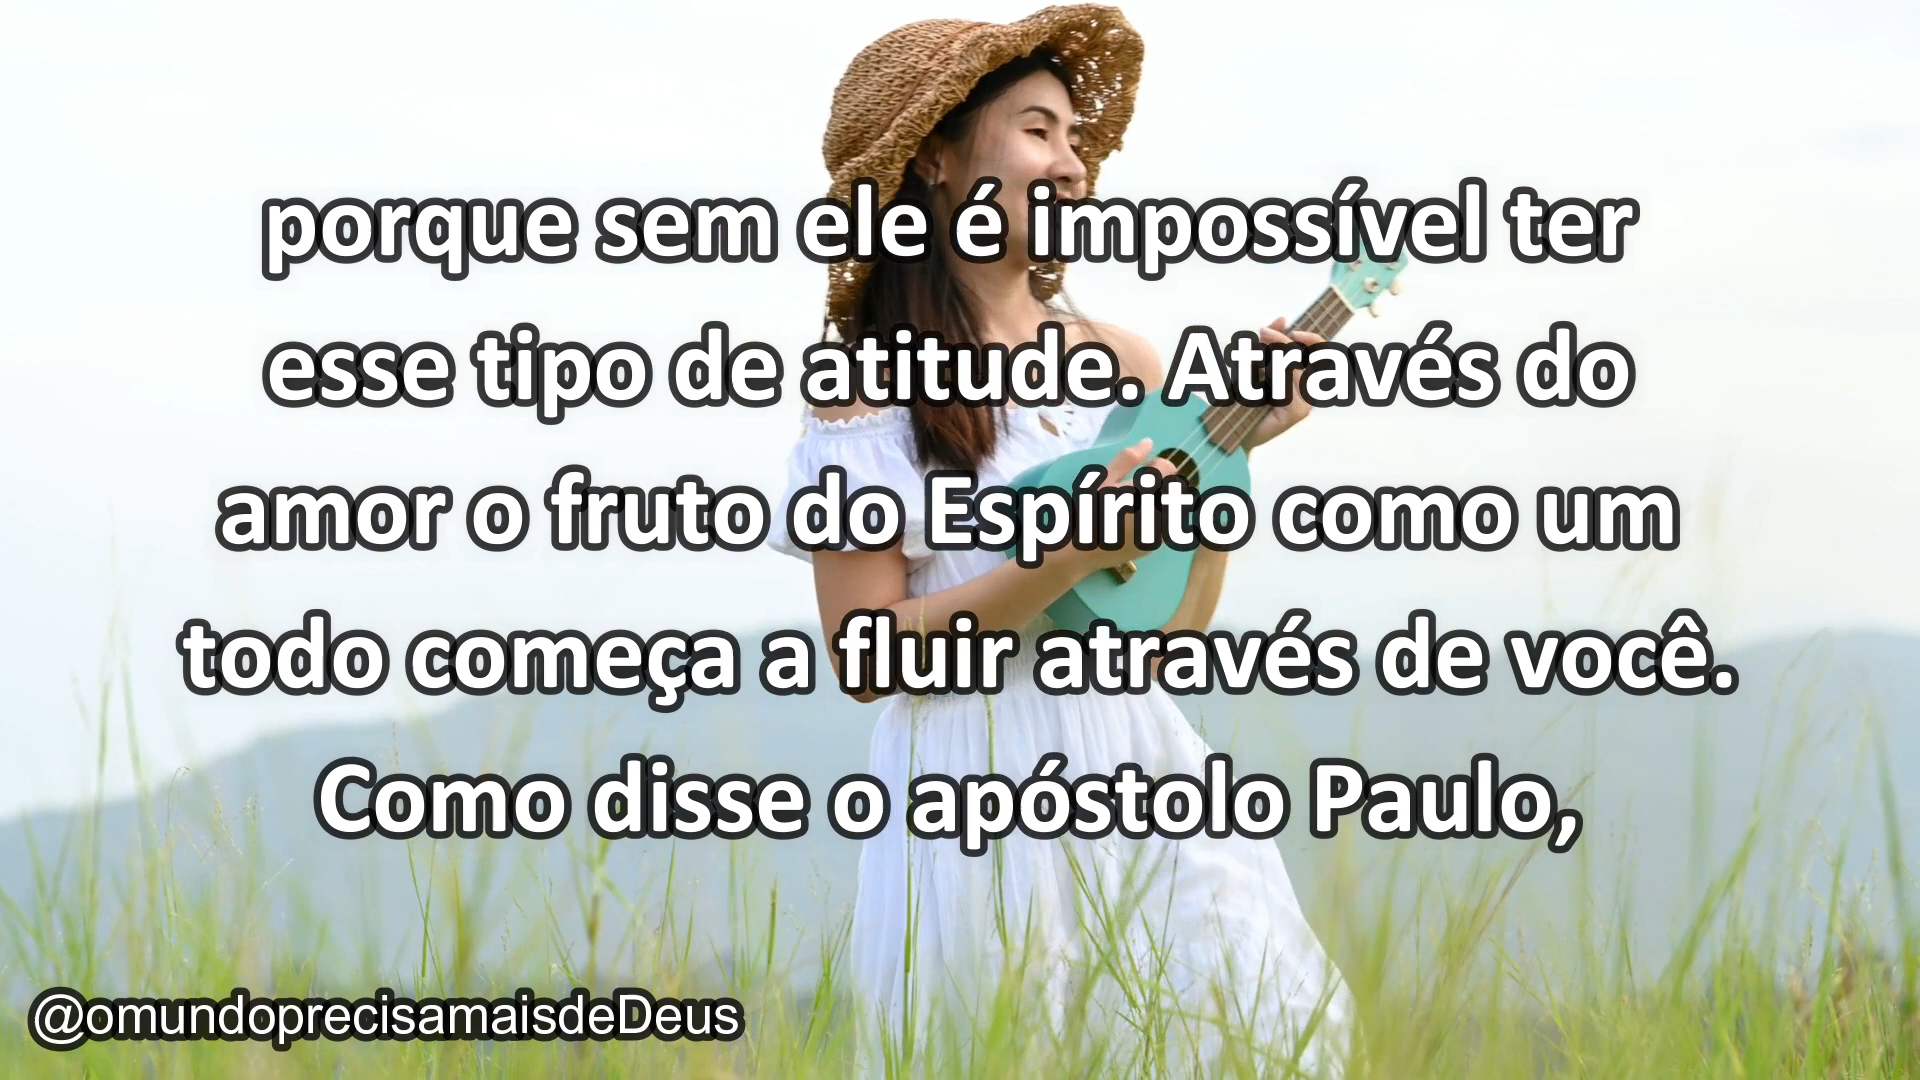 porque sem ele é impossível ter
esse tipo de atitude. Através do
amor o fruto do Espírito como um
todo começa a fluir através de você.
Como disse o apóstolo Paulo,
@omundoprecisamaisdeDeus